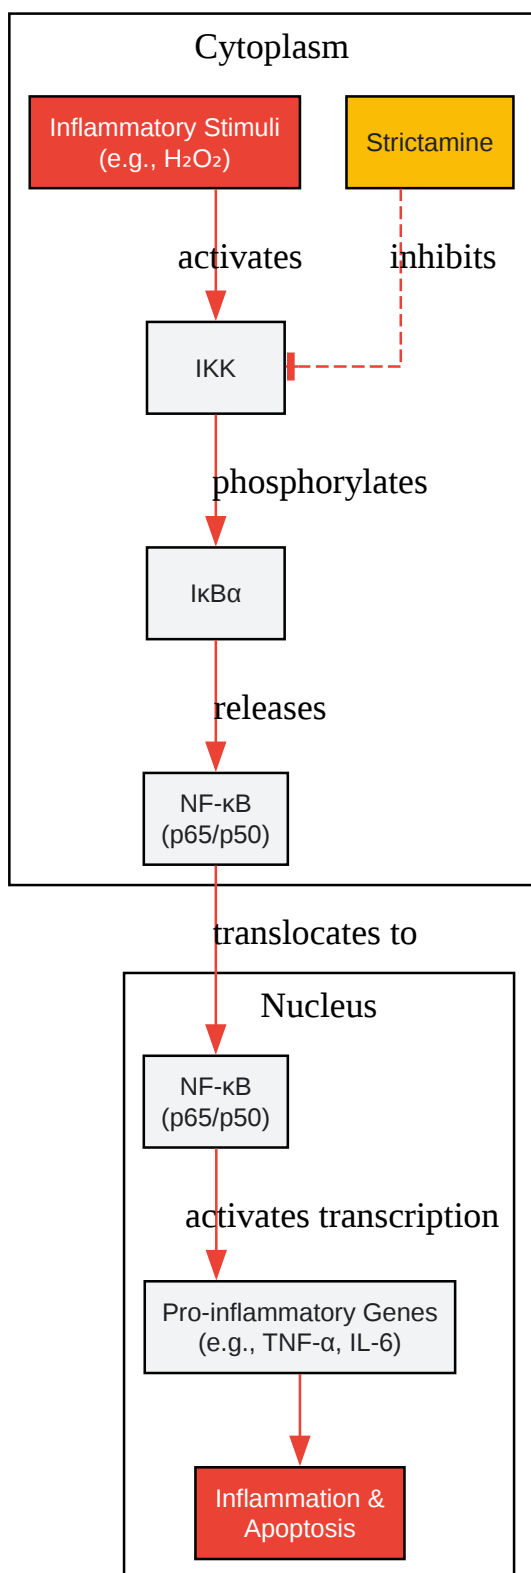 Cytoplasm
Inflammatory Stimuli
(e.g., H₂O₂)
Strictamine
activates
inhibits
IKK
phosphorylates
IκBα
releases
NF-κB
(p65/p50)
translocates to
Nucleus
NF-κB
(p65/p50)
activates transcription
Pro-inflammatory Genes
(e.g., TNF-α, IL-6)
Inflammation &
Apoptosis